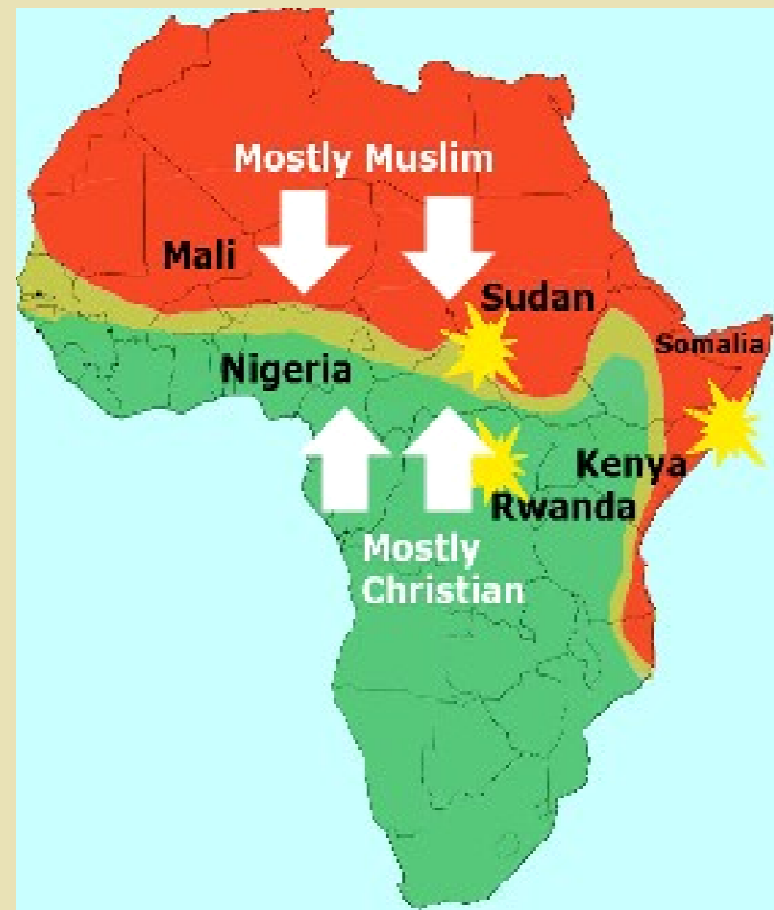 Mostly Muslim
Mali
Sudan
Somalia
Nigeria
Kenya
Rwanda
Mostly
Christian